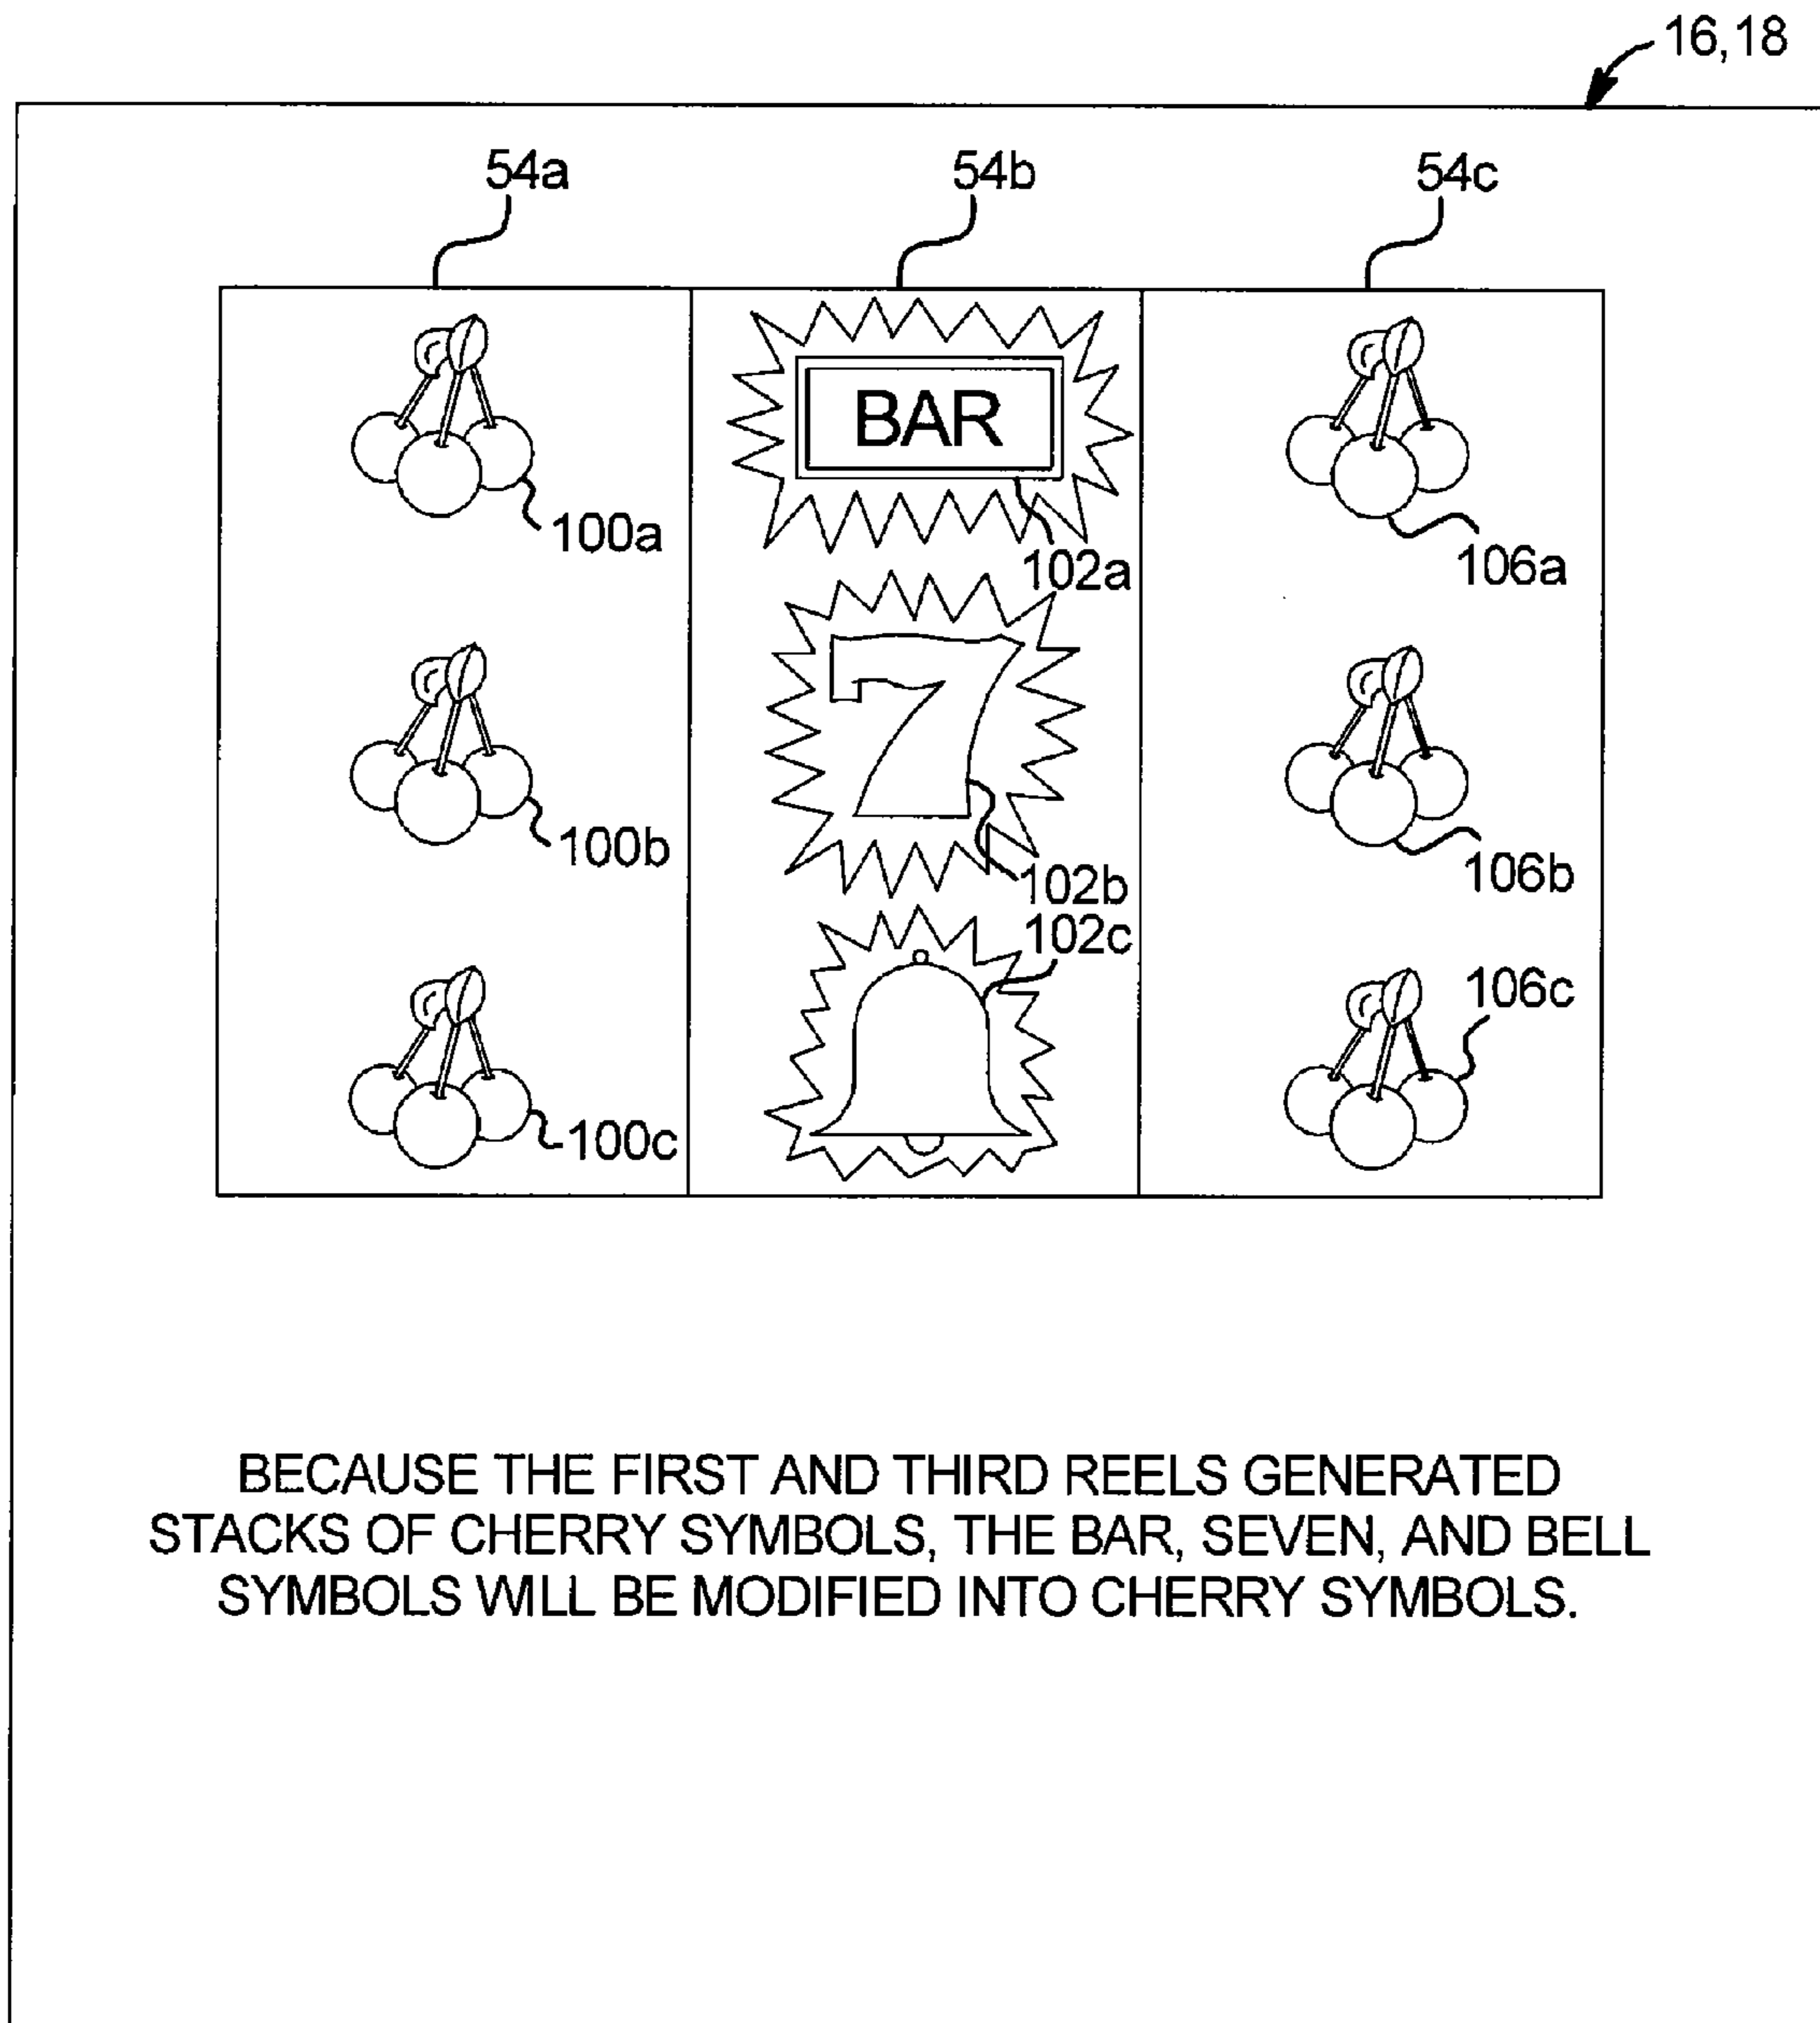 16,18
54a
54b
54c
BAR
100a
102a
106a
7
100b
102b
106b
102c
106c
100c
BECAUSE THE FIRST AND THIRD REELS GENERATED
STACKS OF CHERRY SYMBOLS, THE BAR, SEVEN, AND BELL
SYMBOLS WILL BE MODIFIED INTO CHERRY SYMBOLS.